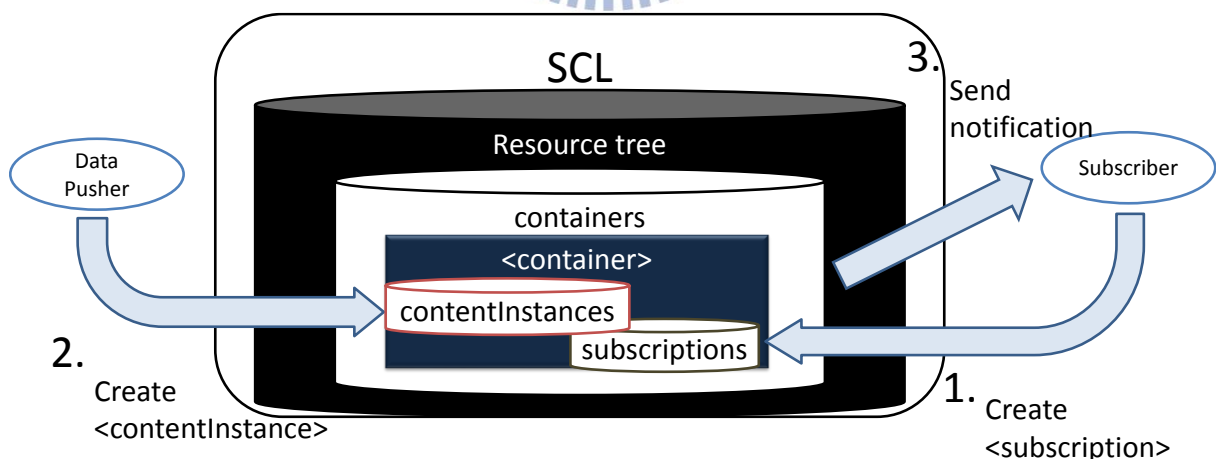 SCL
3.
Send
notification
Resource tree
Data
Pusher
Subscriber
containers
<container>
contentInstances
subscriptions
2.
Create
<contentInstance>
1.
Create
<subscription>